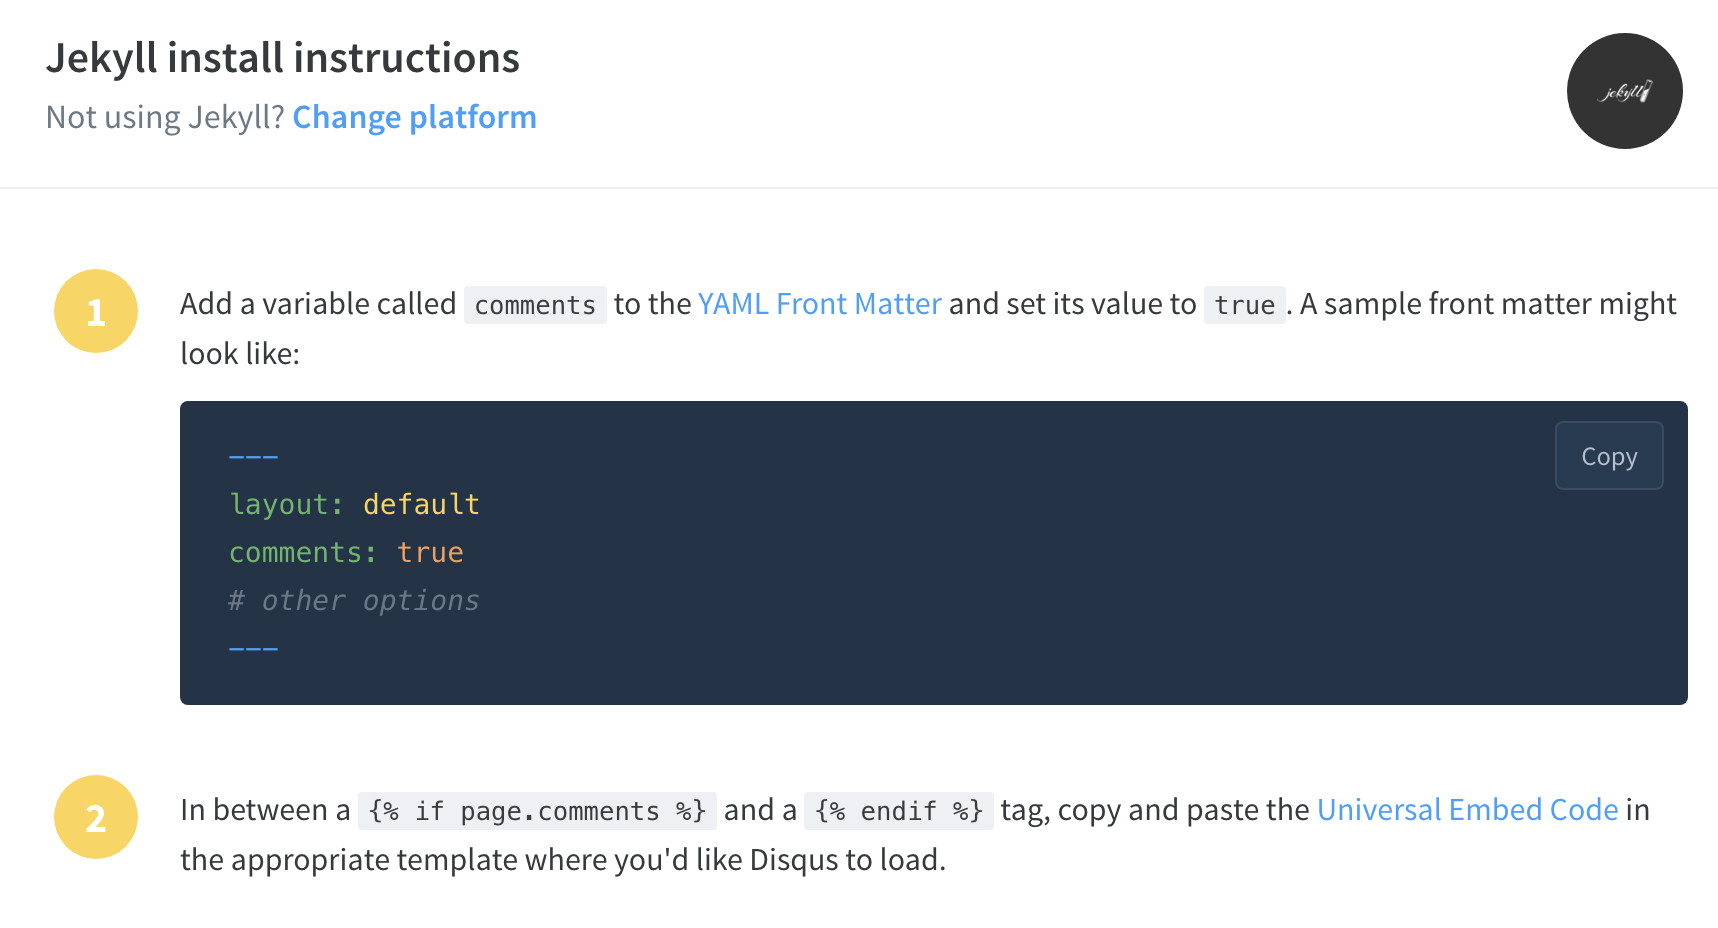 Jekyll install instructions
Not using Jekyll? Change platform
jekyll
1
Add a variable called comments to the YAML Front Matter and set its value to true. A sample front matter might
look like:
Copy
---
layout: default
comments: true
# other options
---
2
In between a {% if page.comments %} and a {% endif %} tag, copy and paste the Universal Embed Code in
the appropriate template where you'd like Disqus to load.